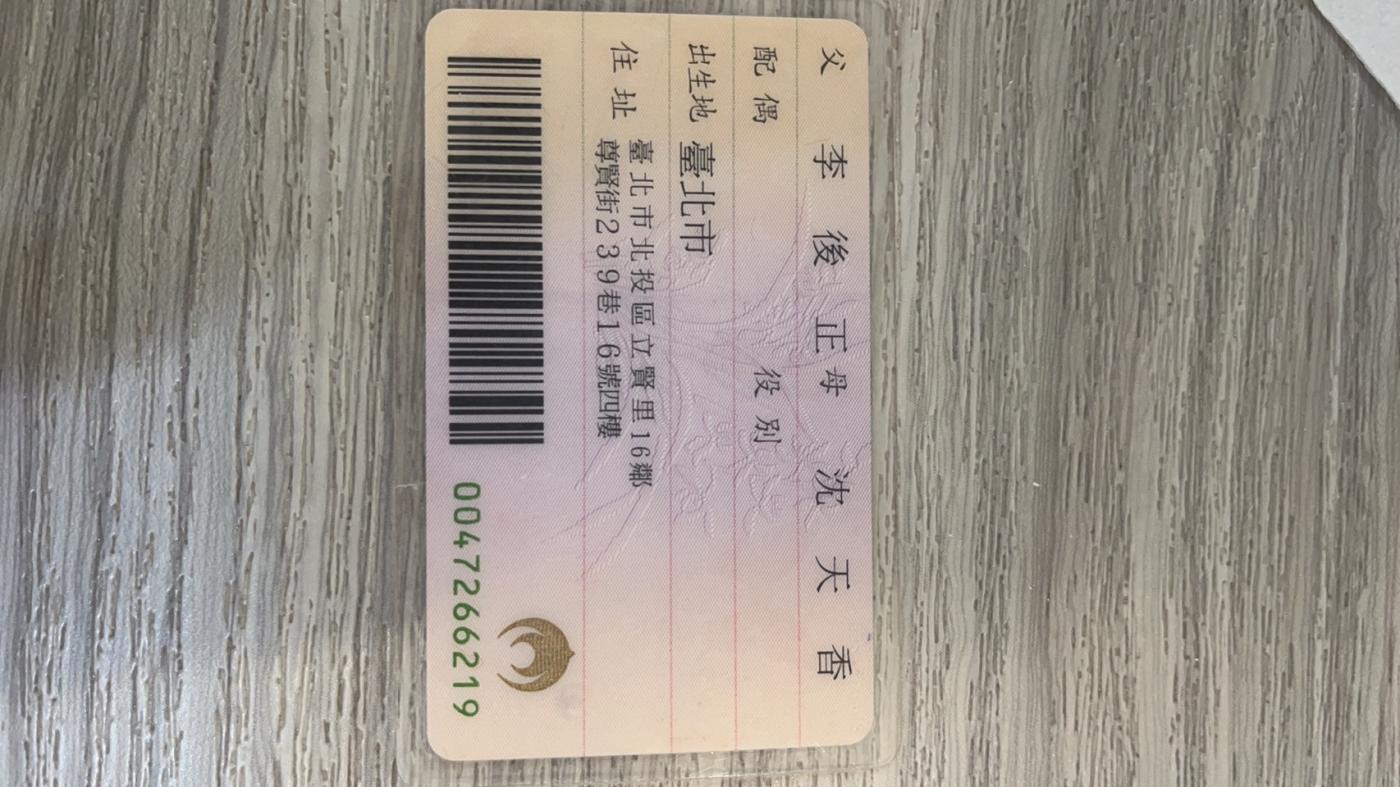 父 李後正 母 沈天香
配偶 役別
出生地 臺北市
住址 臺北市北投區立賢里16鄰
尊賢街239巷16號四樓
0047266219